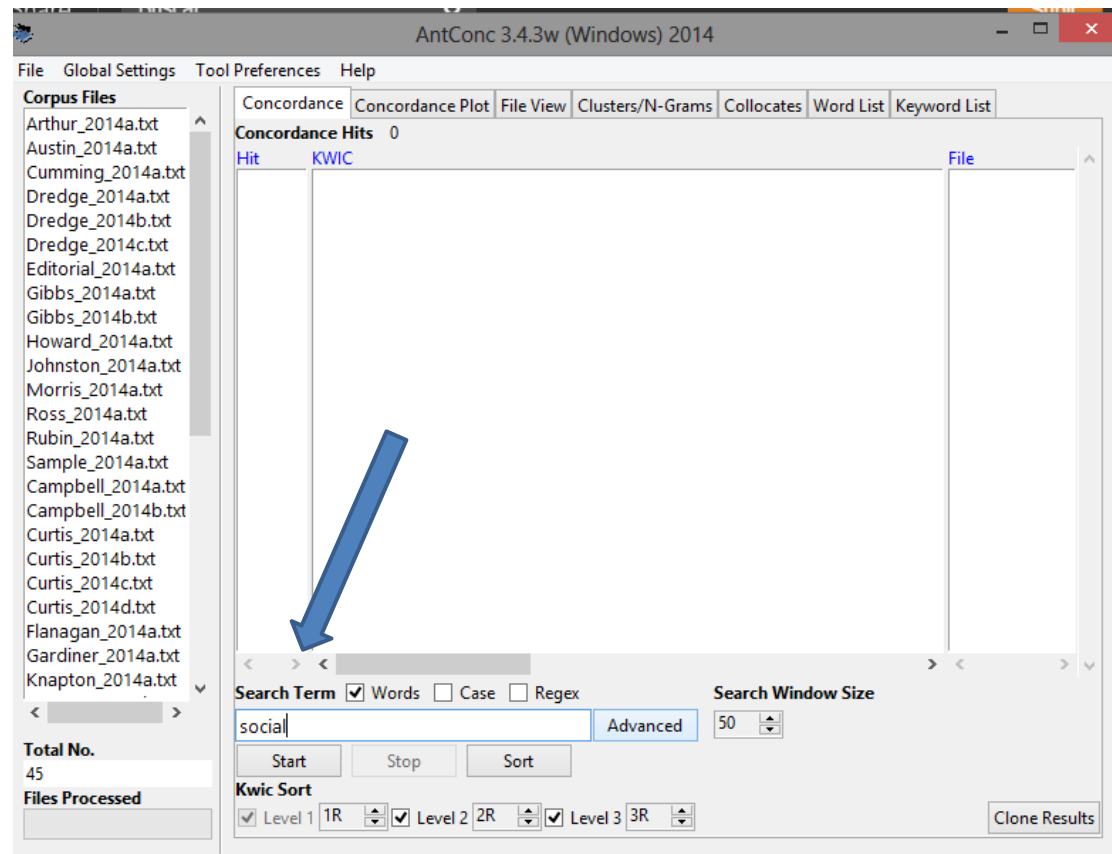 AntConc 3.4.3w (Windows) 2014
File Global Settings Tool Preferences Help
Corpus Files
Arthur_2014a.txt
Austin_2014a.txt
Cumming_2014a.txt
Dredge_2014a.txt
Dredge_2014b.txt
Dredge_2014c.txt
Editorial_2014a.txt
Gibbs_2014a.txt
Gibbs_2014b.txt
Howard_2014a.txt
Johnston_2014a.txt
Morris_2014a.txt
Ross_2014a.txt
Rubin_2014a.txt
Sample_2014a.txt
Campbell_2014a.txt
Campbell_2014b.txt
Curtis_2014a.txt
Curtis_2014b.txt
Curtis_2014c.txt
Curtis_2014d.txt
Flanagan_2014a.txt
Gardiner_2014a.txt
Knapton_2014a.txt
Total No.
45
Files Processed
Concordance Concordance Plot File View Clusters/N-Grams Collocates Word List Keyword List
Concordance Hits 0
Hit KWIC File
Search Term Words Case Regex Search Window Size
social Advanced 50
Start Stop Sort
Kwic Sort
Level 1 1R Level 2 2R Level 3 3R Clone Results